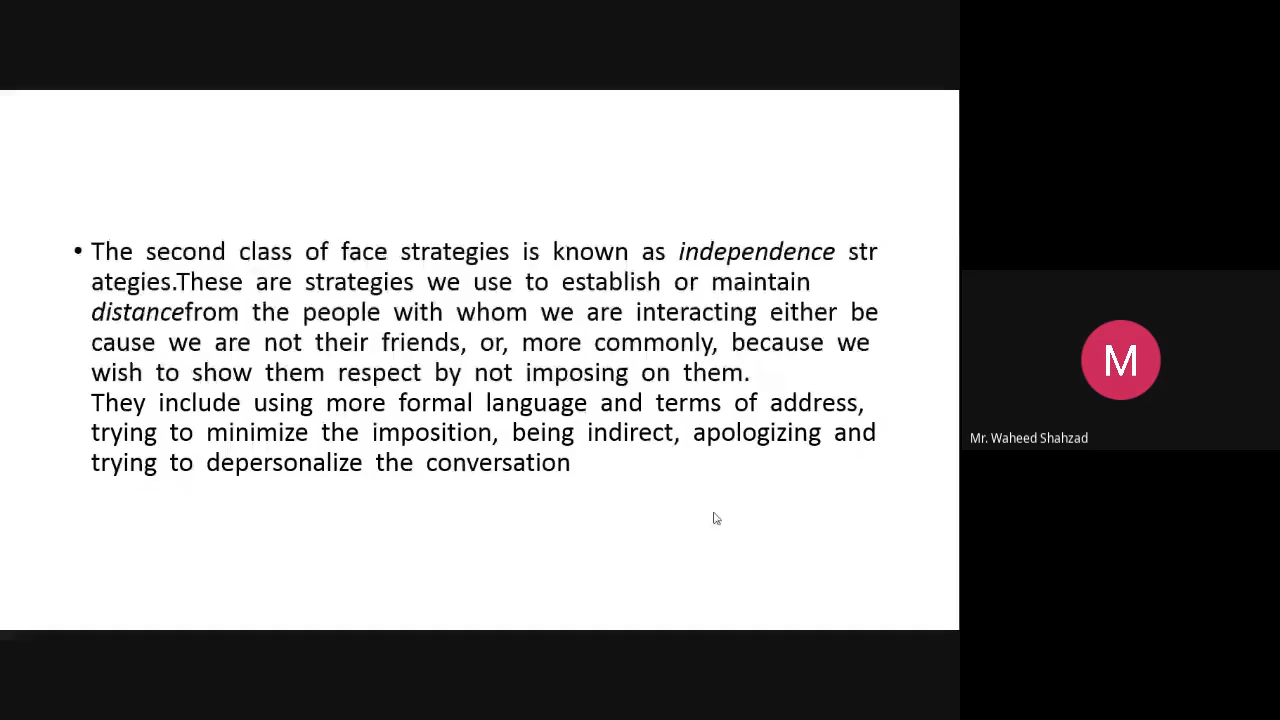 • The second class of face strategies is known as independence str
ategies.These are strategies we use to establish or maintain
distancefrom the people with whom we are interacting either be
cause we are not their friends, or, more commonly, because we
wish to show them respect by not imposing on them.
They include using more formal language and terms of address,
trying to minimize the imposition, being indirect, apologizing and
trying to depersonalize the conversation
M
Mr. Waheed Shahzad